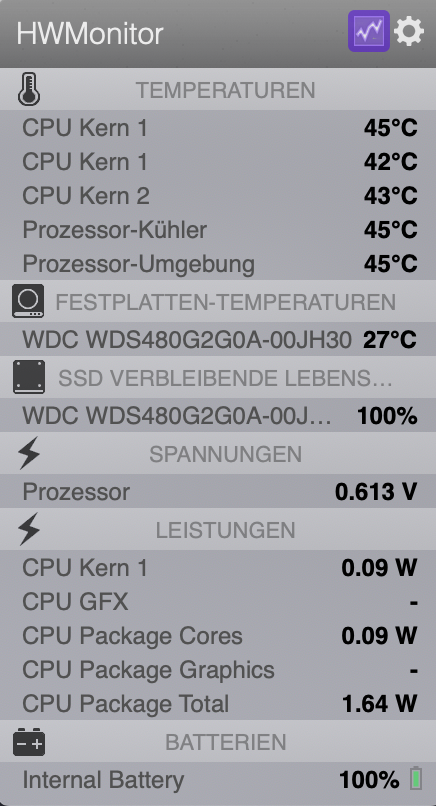 HWMonitor
TEMPERATUREN
CPU Kern 1 45°C
CPU Kern 1 42°C
CPU Kern 2 43°C
Prozessor-Kühler 45°C
Prozessor-Umgebung 45°C
FESTPLATTEN-TEMPERATUREN
WDC WDS480G2G0A-00JH30 27°C
SSD VERBLEIBENDE LEBENS...
WDC WDS480G2G0A-00J... 100%
SPANNUNGEN
Prozessor 0.613 V
LEISTUNGEN
CPU Kern 1 0.09 W
CPU GFX -
CPU Package Cores 0.09 W
CPU Package Graphics -
CPU Package Total 1.64 W
BATTERIEN
Internal Battery 100%